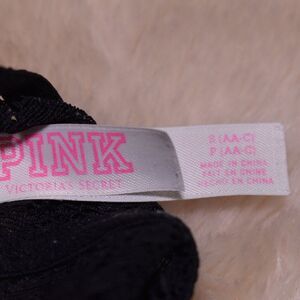 PINK
VICTORIA'S SECRET
S (AA-C)
P (AA-C)
MADE IN CHINA
FAIT EN CHINE
HECHO EN CHINA